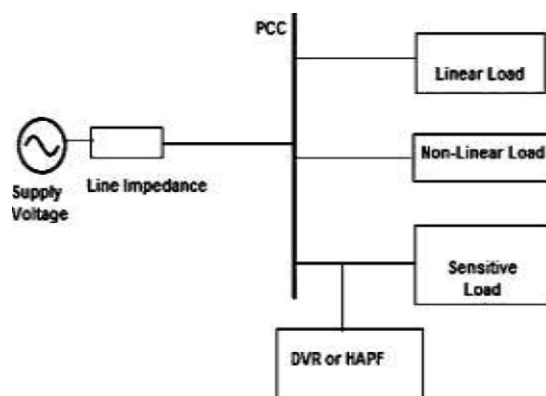 PCC
Linear Load
Non-Linear Load
Supply
Voltage
Line Impedance
Sensitive
Load
DVR or HAPF